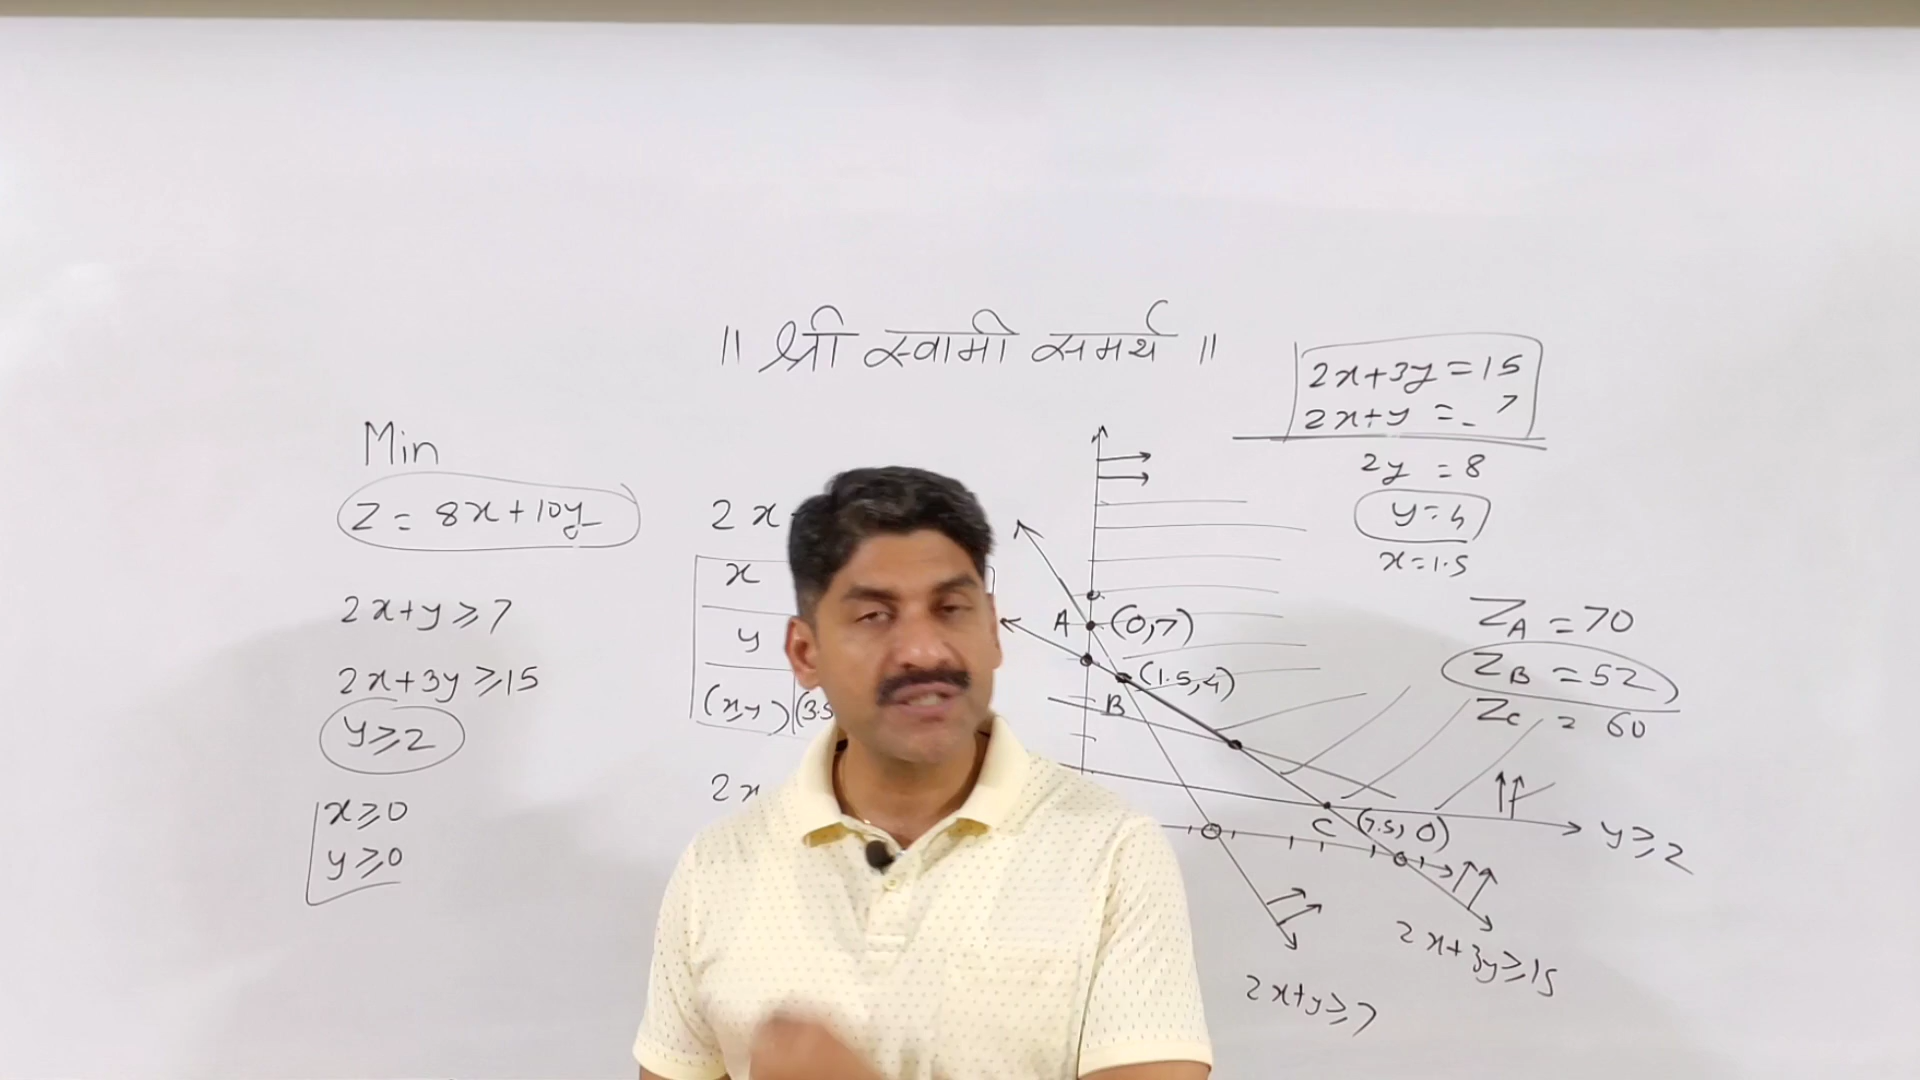 ॥ श्री स्वामी समर्थ ॥
Min
Z = 8x+10y
2x+y ≥ 7
2x+3y ≥ 15
y ≥ 2
x ≥ 0
y ≥ 0
2x
x
y
(x,y) (3.5
2x
A (0,7)
(1.5,4)
B
C (7.5, 0)
y ≥ 2
2x+3y ≥ 15
2x+y ≥ 7
2x+3y = 15
2x+y = 7
2y = 8
y = 4
x = 1.5
Z_A = 70
Z_B = 52
Z_C = 60